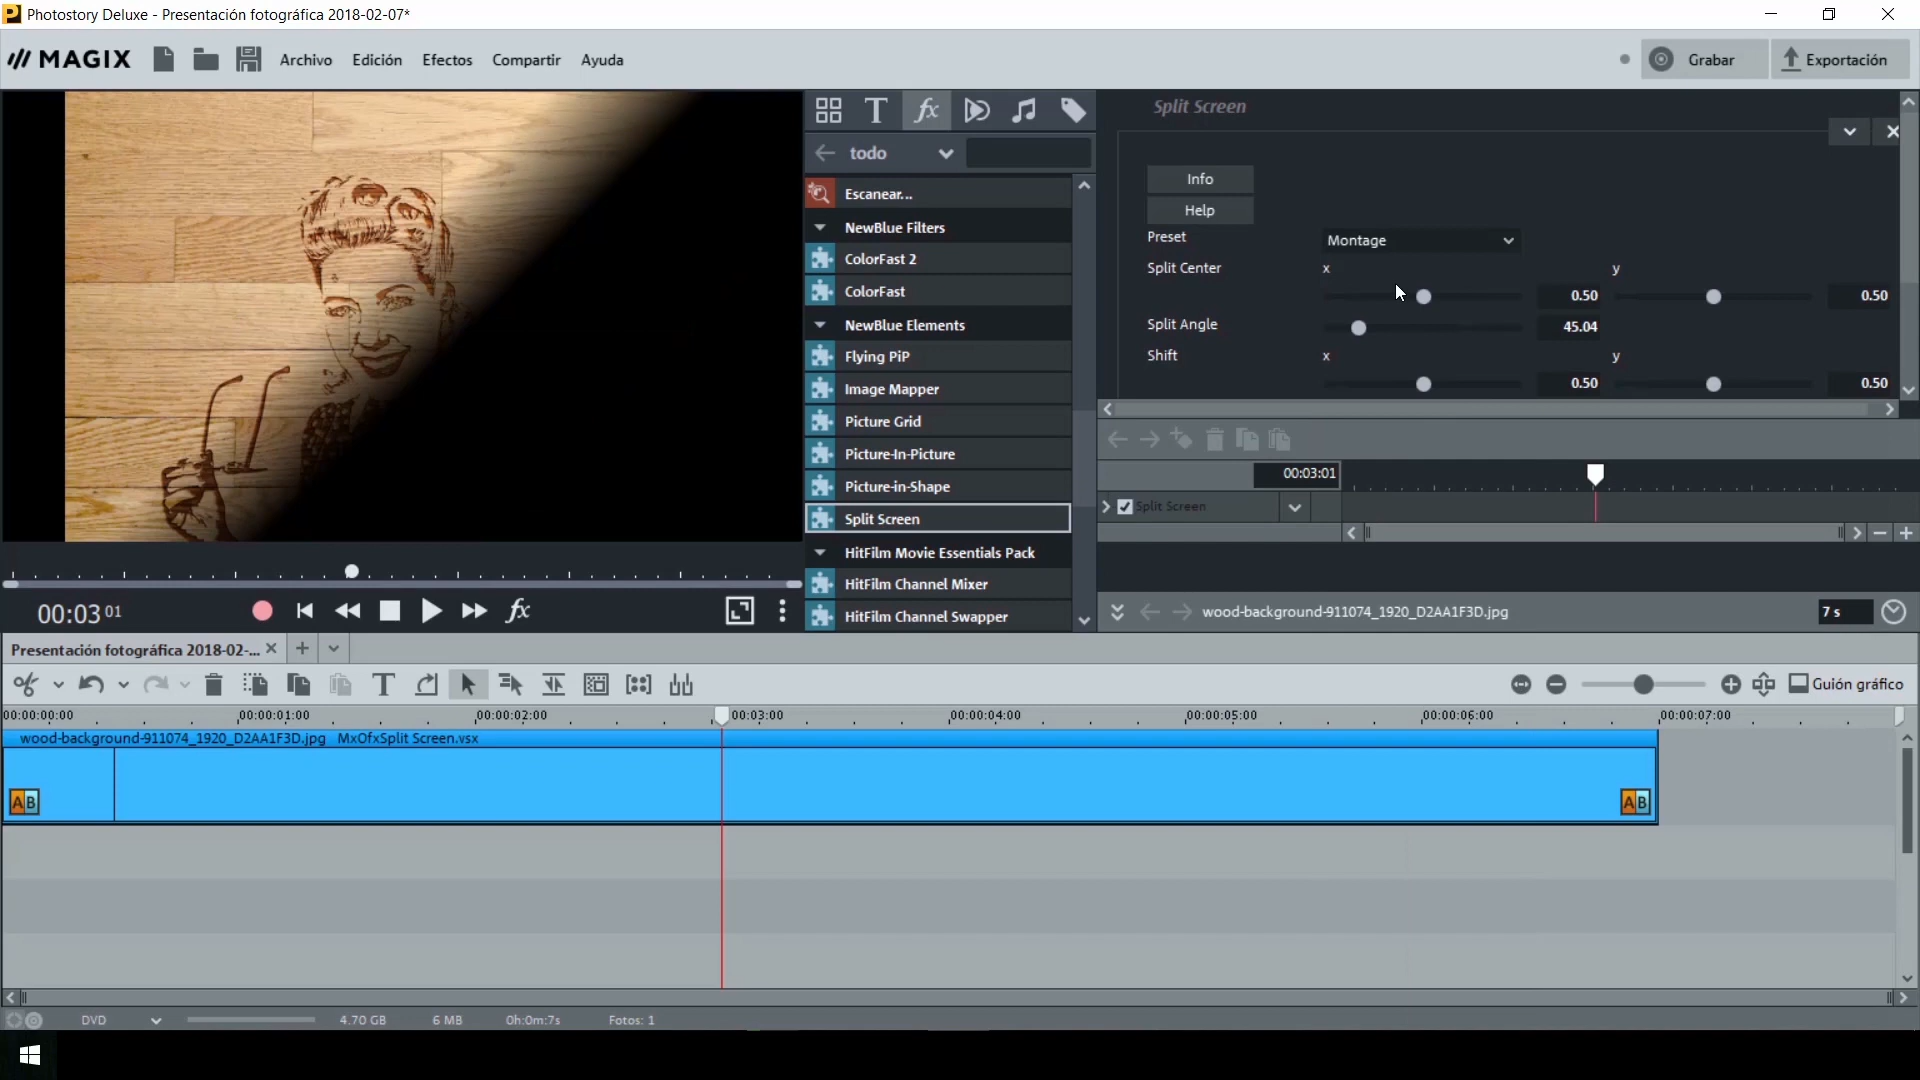 Photostory Deluxe - Presentación fotográfica 2018-02-07*
MAGIX Archivo Edición Efectos Compartir Ayuda Grabar Exportación
Split Screen
todo
Escanear...
NewBlue Filters
ColorFast 2
ColorFast
NewBlue Elements
Flying PiP
Image Mapper
Picture Grid
Picture-In-Picture
Picture-in-Shape
Split Screen
HitFilm Movie Essentials Pack
HitFilm Channel Mixer
HitFilm Channel Swapper
Info
Help
Preset Montage
Split Center x y
0.50 0.50
Split Angle 45.04
Shift x y
0.50 0.50
00:03:01
Split Screen
wood-background-911074_1920_D2AA1F3D.jpg 7 s
00:03 01
Presentación fotográfica 2018-02-...
Guión gráfico
00:00:00:00 00:00:01:00 00:00:02:00 00:00:03:00 00:00:04:00 00:00:05:00 00:00:06:00 00:00:07:00
wood-background-911074_1920_D2AA1F3D.jpg MxOfxSplit Screen.vsx
AB AB
DVD 4.70 GB 6 MB 0h:0m:7s Fotos: 1